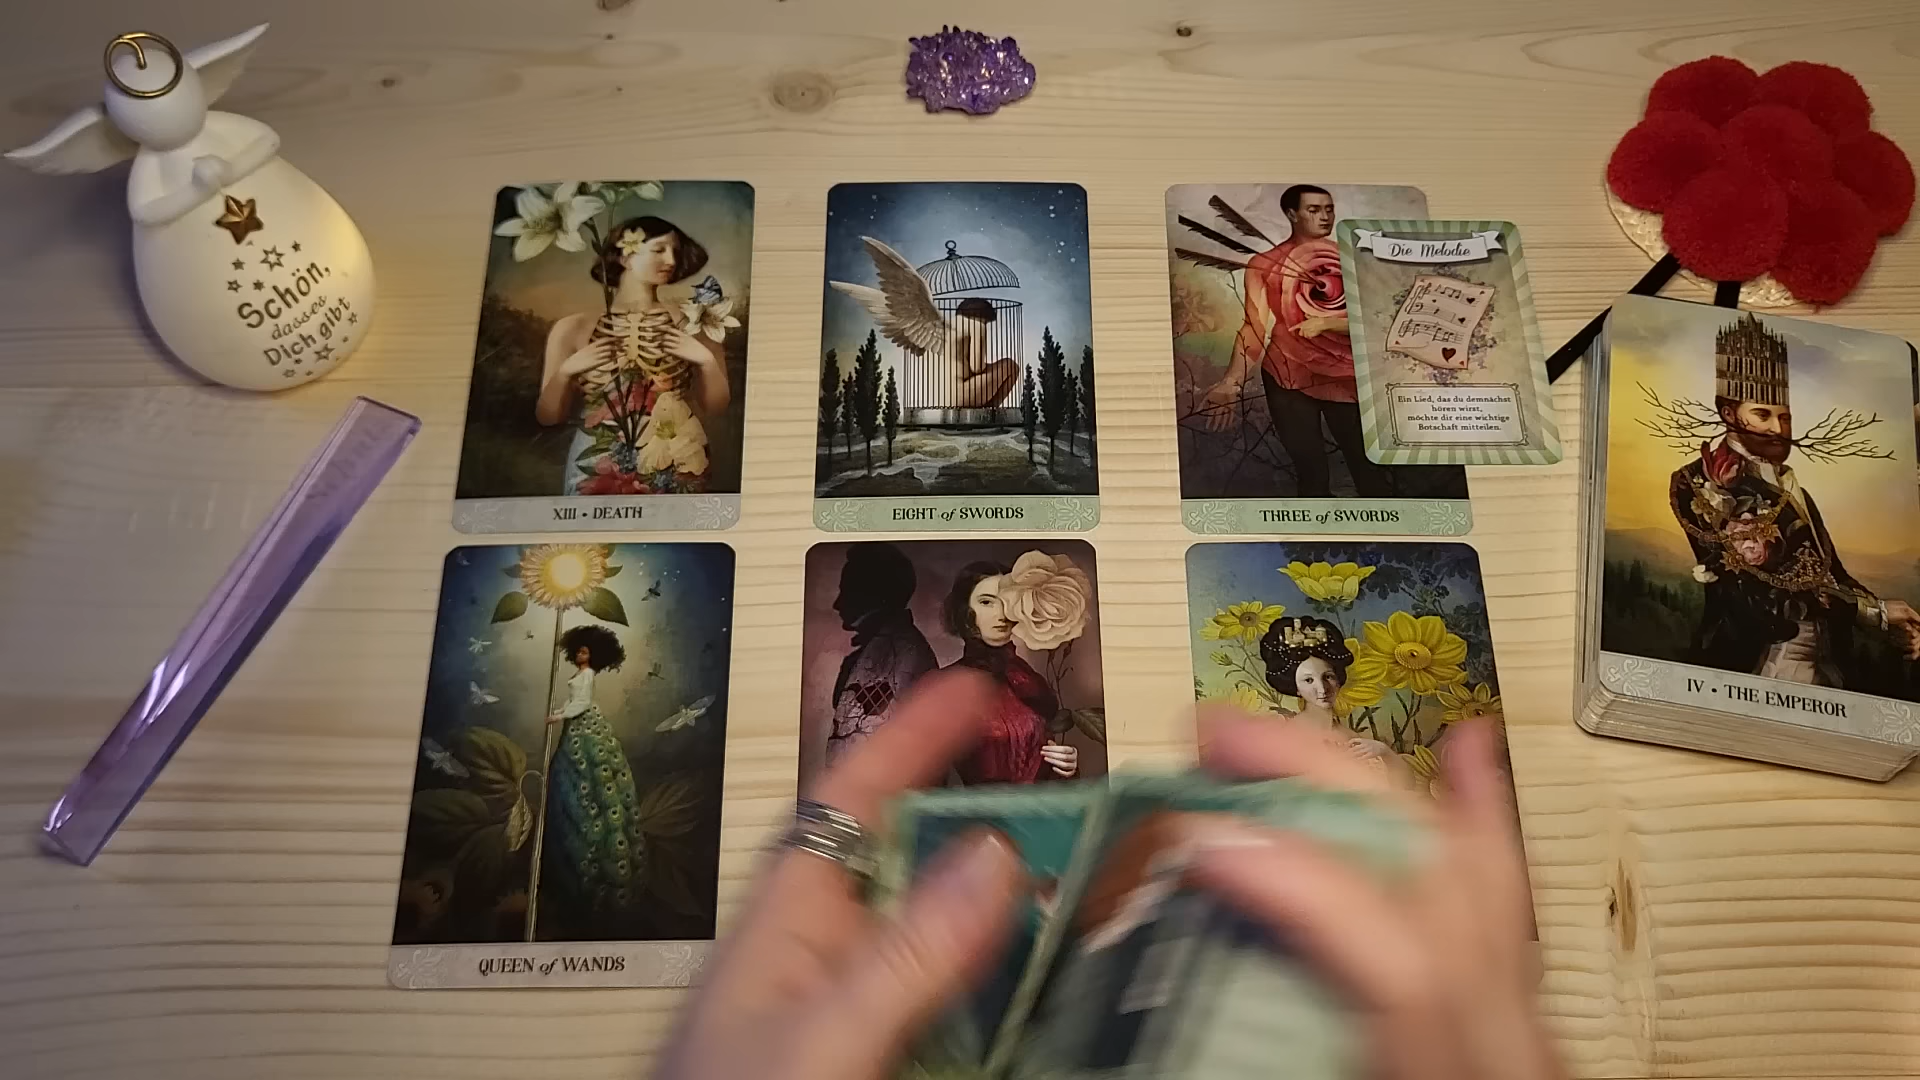 Schön,
dass es
Dich gibt
XIII • DEATH
EIGHT of SWORDS
THREE of SWORDS
Die Melodie
Ein Lied, das du demnächst
hören wirst,
möchte dir eine wichtige
Botschaft mitteilen.
QUEEN of WANDS
IV • THE EMPEROR